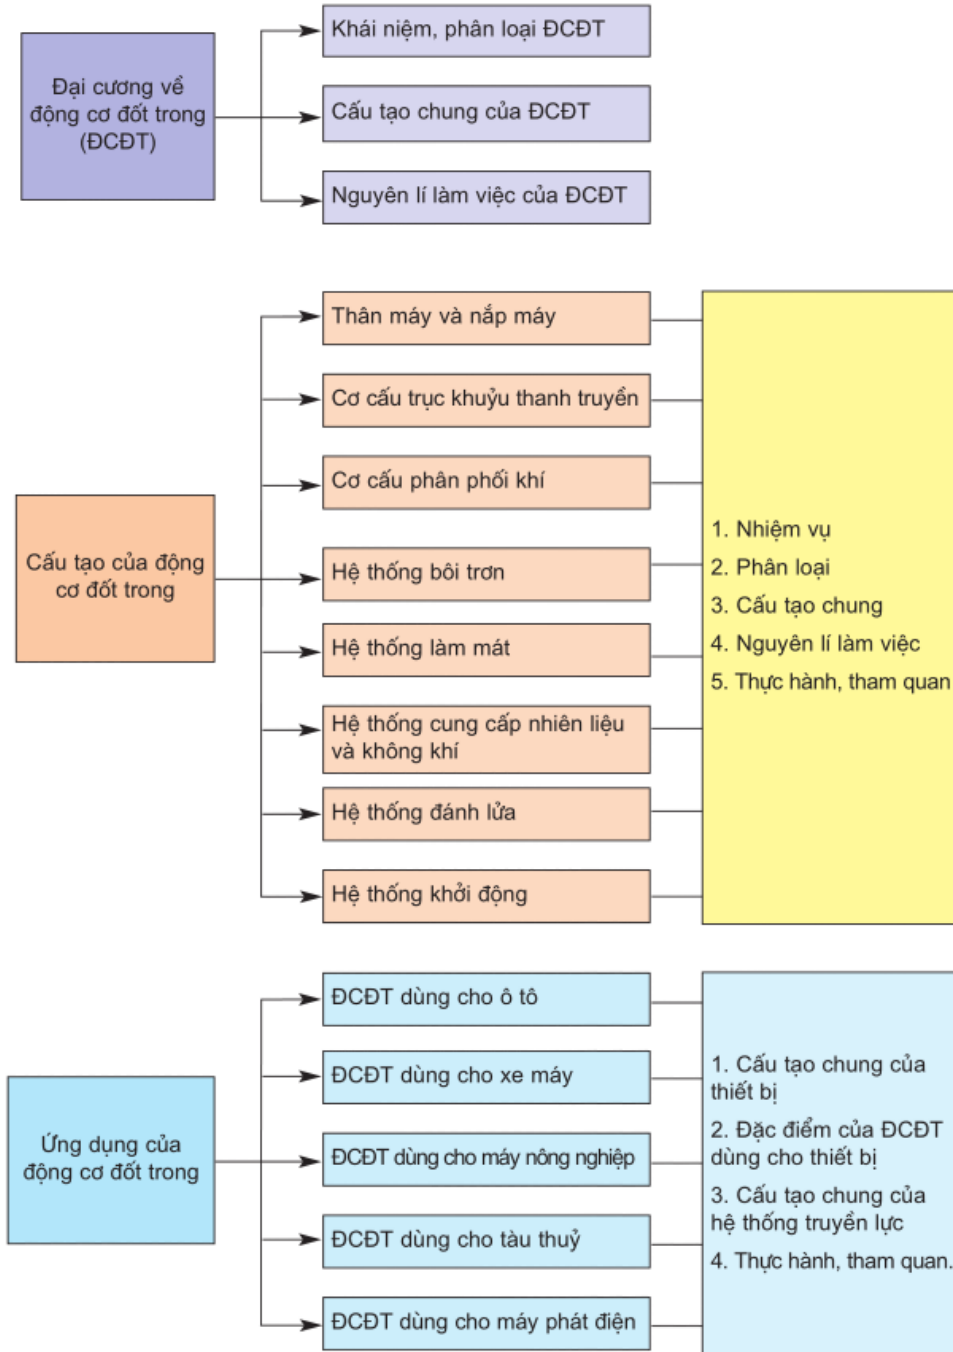 Đại cương về
động cơ đốt trong
(ĐCĐT)
Khái niệm, phân loại ĐCĐT
Cấu tạo chung của ĐCĐT
Nguyên lí làm việc của ĐCĐT
Cấu tạo của động
cơ đốt trong
Thân máy và nắp máy
Cơ cấu trục khuỷu thanh truyền
Cơ cấu phân phối khí
Hệ thống bôi trơn
Hệ thống làm mát
Hệ thống cung cấp nhiên liệu
và không khí
Hệ thống đánh lửa
Hệ thống khởi động
1. Nhiệm vụ
2. Phân loại
3. Cấu tạo chung
4. Nguyên lí làm việc
5. Thực hành, tham quan
Ứng dụng của
động cơ đốt trong
ĐCĐT dùng cho ô tô
ĐCĐT dùng cho xe máy
ĐCĐT dùng cho máy nông nghiệp
ĐCĐT dùng cho tàu thuỷ
ĐCĐT dùng cho máy phát điện
1. Cấu tạo chung của
thiết bị
2. Đặc điểm của ĐCĐT
dùng cho thiết bị
3. Cấu tạo chung của
hệ thống truyền lực
4. Thực hành, tham quan.